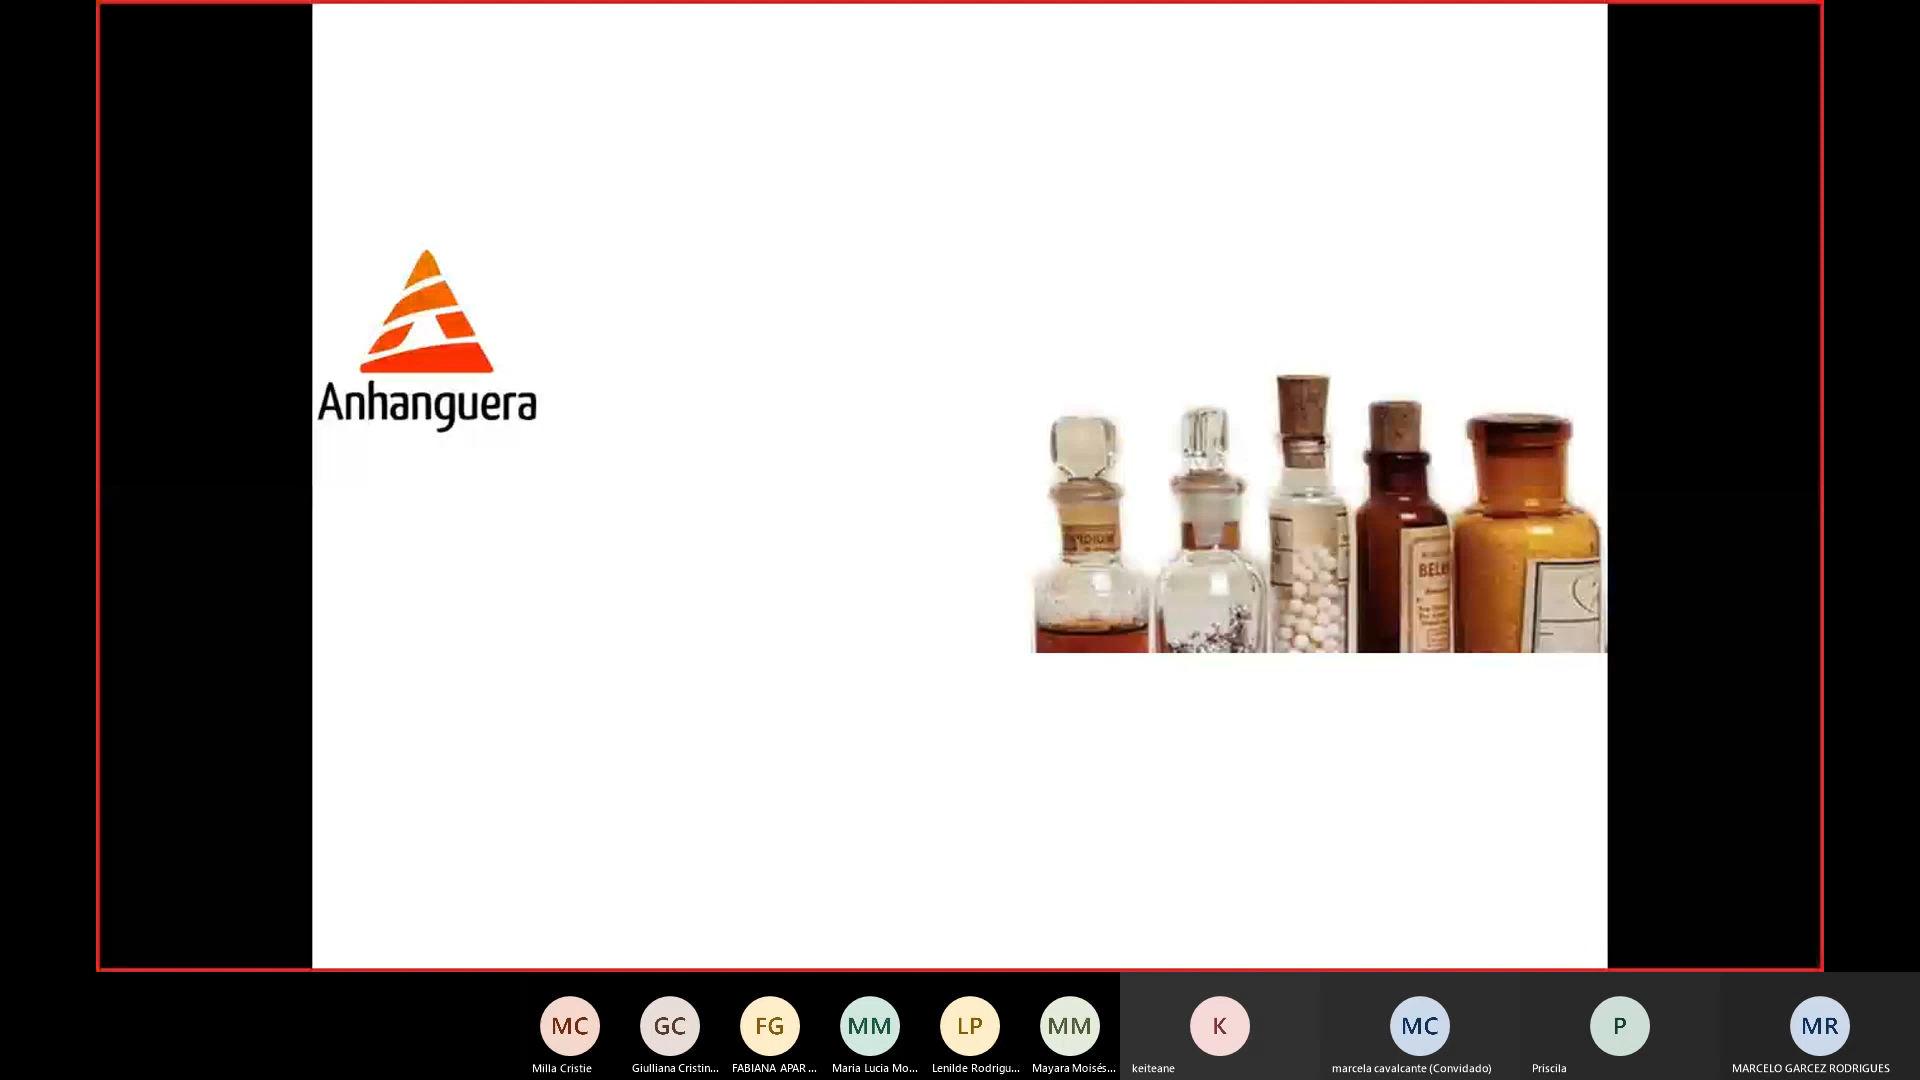 Anhanguera
MC
GC
FG
MM
LP
MM
K
MC
P
MR
Milla Cristie
Giulliana Cristin...
FABIANA APAR ...
Maria Lucia Mo...
Lenilde Rodrigu...
Mayara Moisés...
keiteane
marcela cavalcante (Convidado)
Priscila
MARCELO GARCEZ RODRIGUES